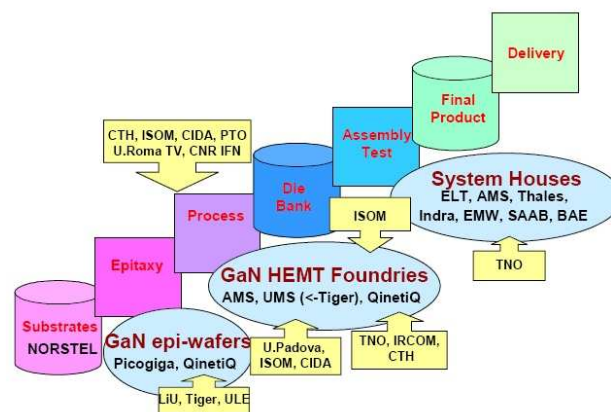 Delivery
Final
Product
Assembly
Test
CTH, ISOM, CIDA, PTO
U.Roma TV, CNR IFN
Die
Bank
System Houses
ELT, AMS, Thales,
Indra, EMW, SAAB, BAE
ISOM
Process
TNO
Epitaxy
GaN HEMT Foundries
AMS, UMS (<-Tiger), QinetiQ
Substrates
NORSTEL
GaN epi-wafers
Picogiga, QinetiQ
U.Padova,
ISOM, CIDA
TNO, IRCOM,
CTH
LiU, Tiger, ULE